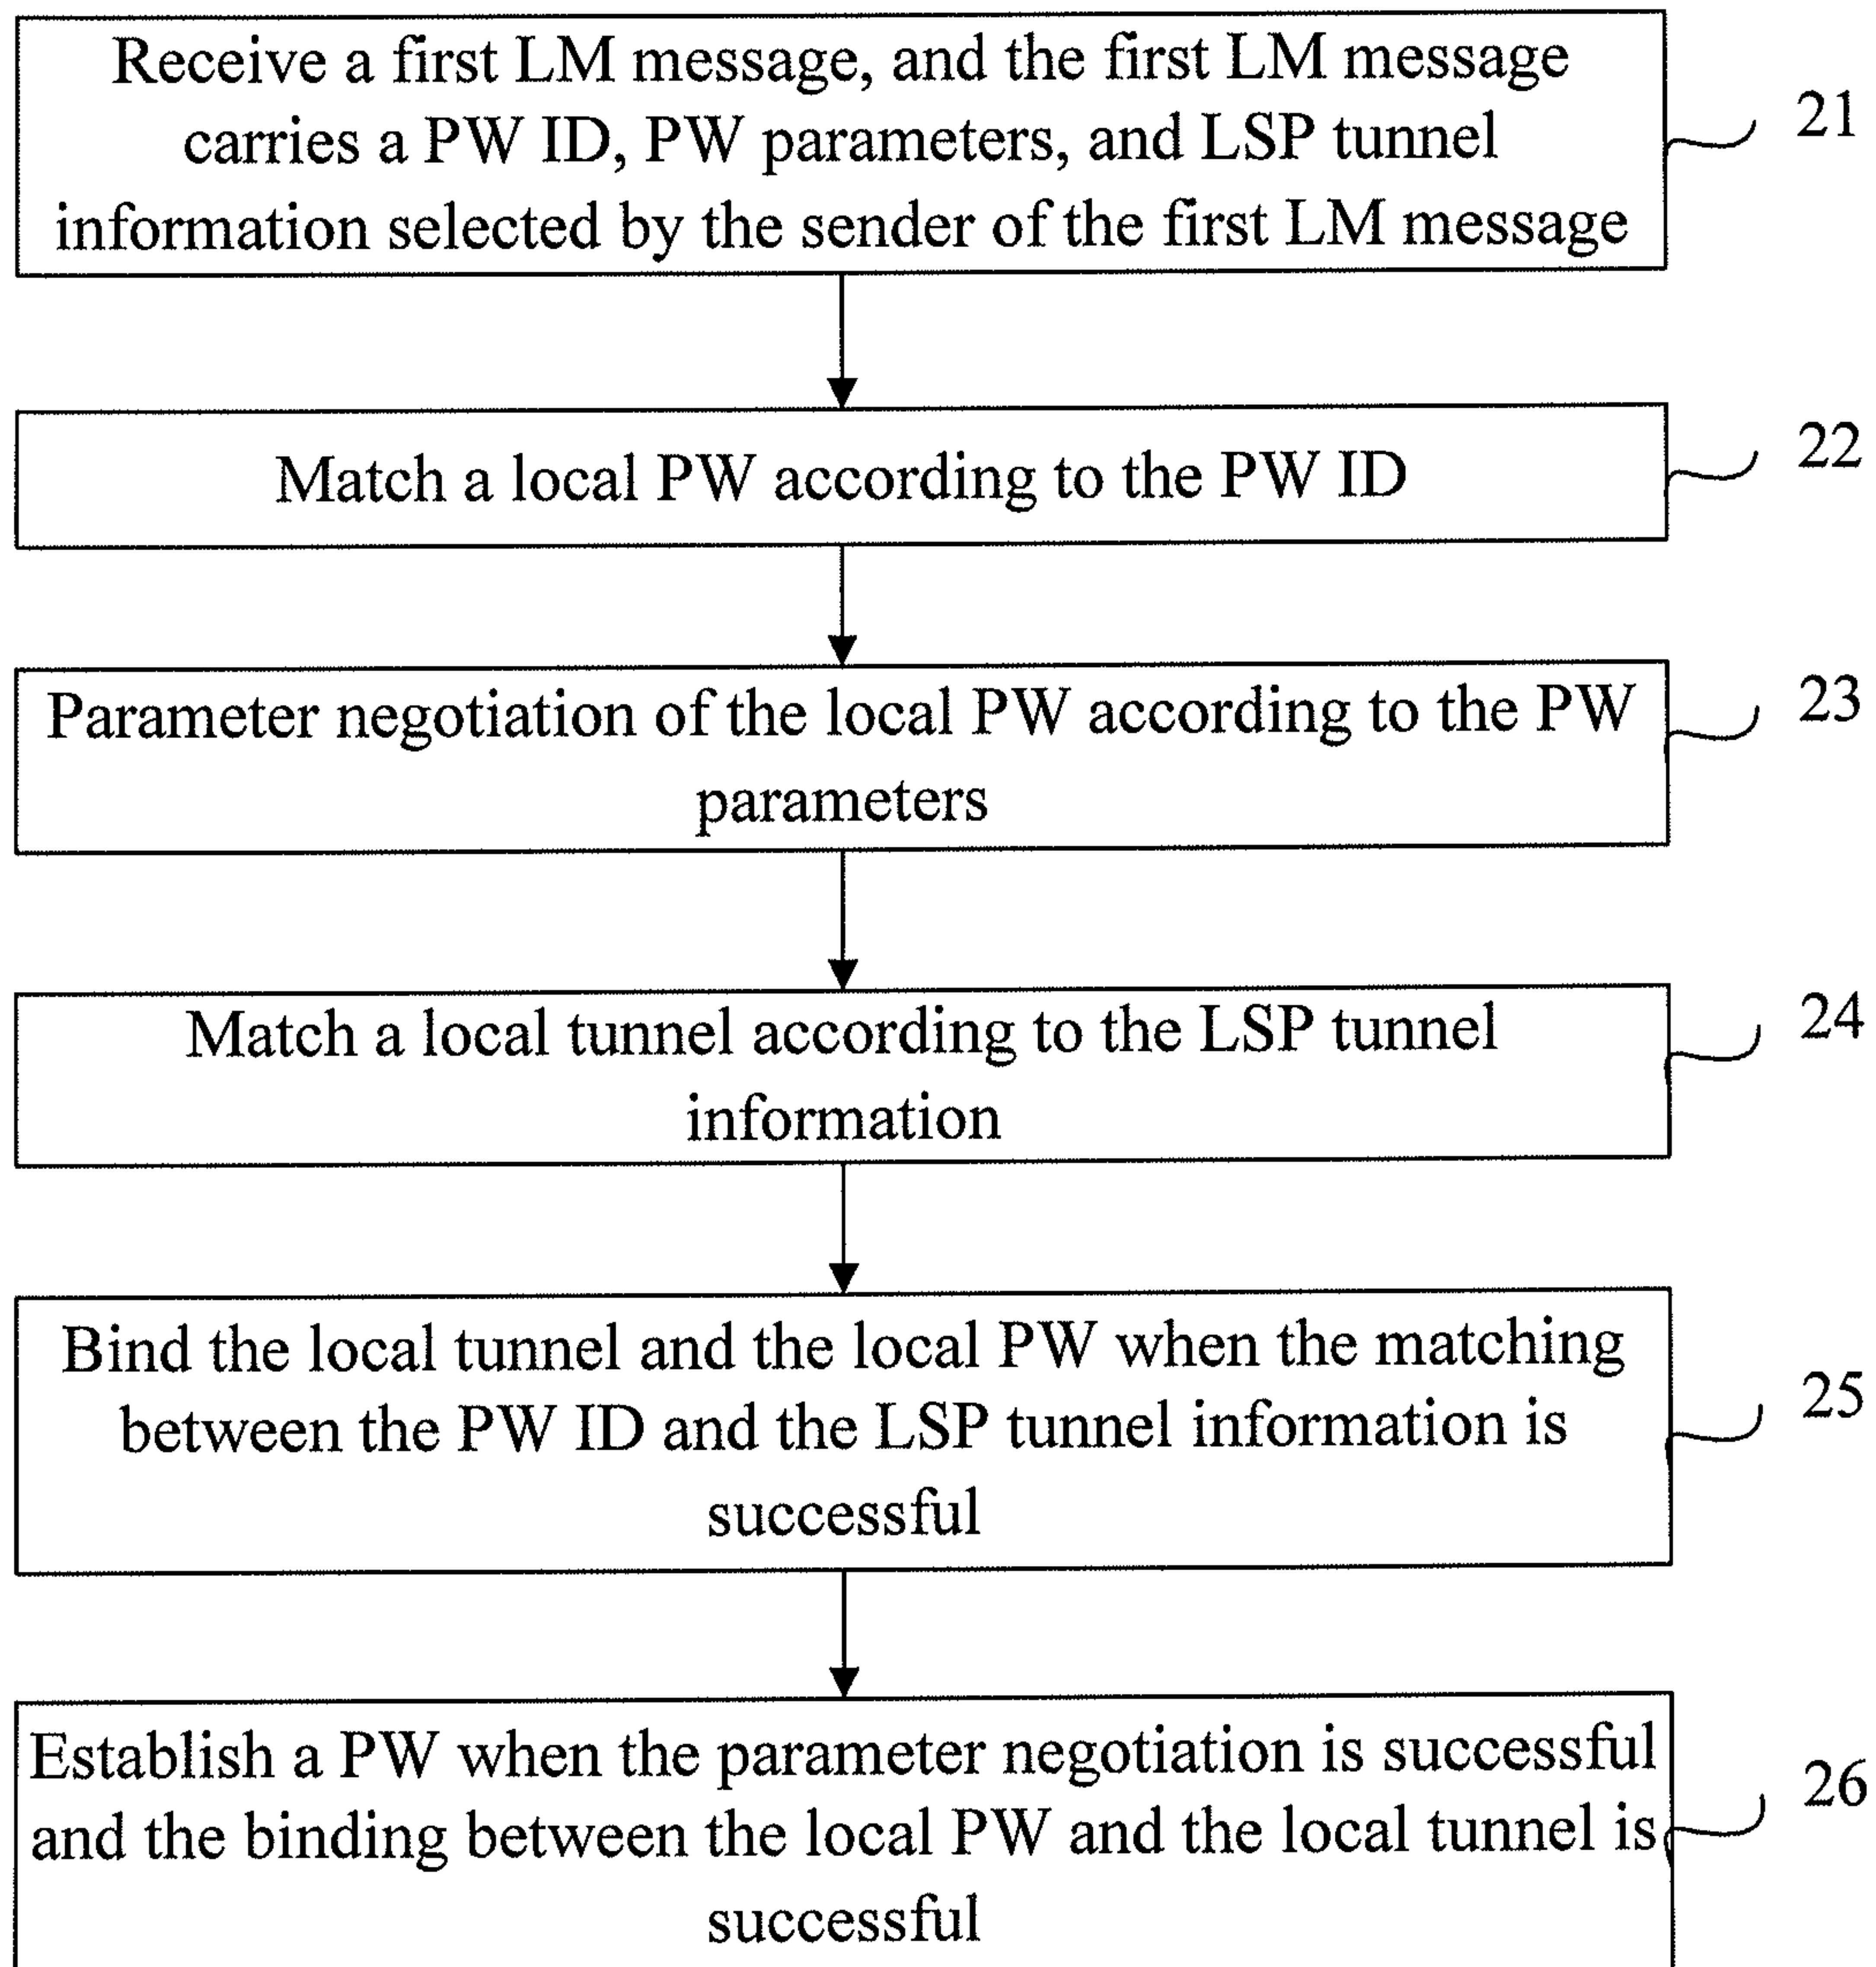 Receive a first LM message, and the first LM message
carries a PW ID, PW parameters, and LSP tunnel
information selected by the sender of the first LM message
21
Match a local PW according to the PW ID
22
Parameter negotiation of the local PW according to the PW
parameters
23
Match a local tunnel according to the LSP tunnel
information
24
Bind the local tunnel and the local PW when the matching
between the PW ID and the LSP tunnel information is
successful
25
Establish a PW when the parameter negotiation is successful
and the binding between the local PW and the local tunnel is
successful
26